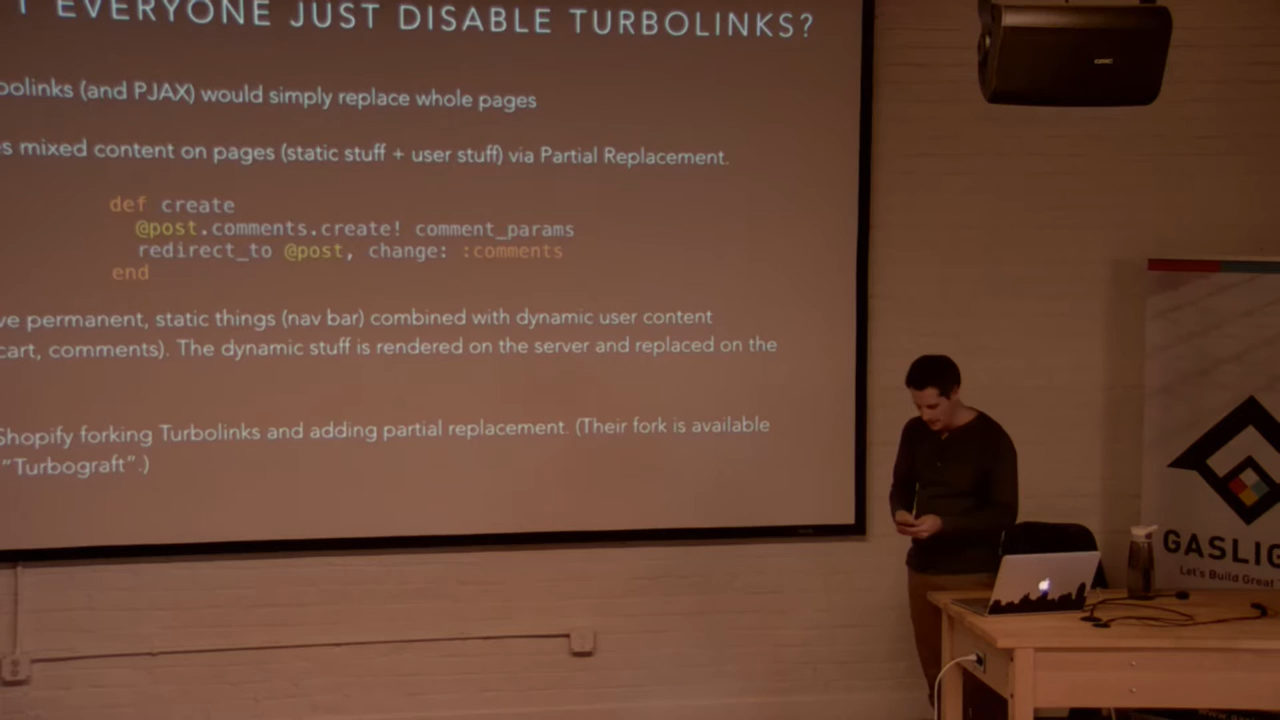 EVERYONE JUST DISABLE TURBOLINKS?
bolinks (and PJAX) would simply replace whole pages
s mixed content on pages (static stuff + user stuff) via Partial Replacement.
def create
@post.comments.create! comment_params
redirect_to @post, change: :comments
end
ve permanent, static things (nav bar) combined with dynamic user content
cart, comments). The dynamic stuff is rendered on the server and replaced on the
Shopify forking Turbolinks and adding partial replacement. (Their fork is available
"Turbograft".)
QSC
GASLIG
Let's Build Great